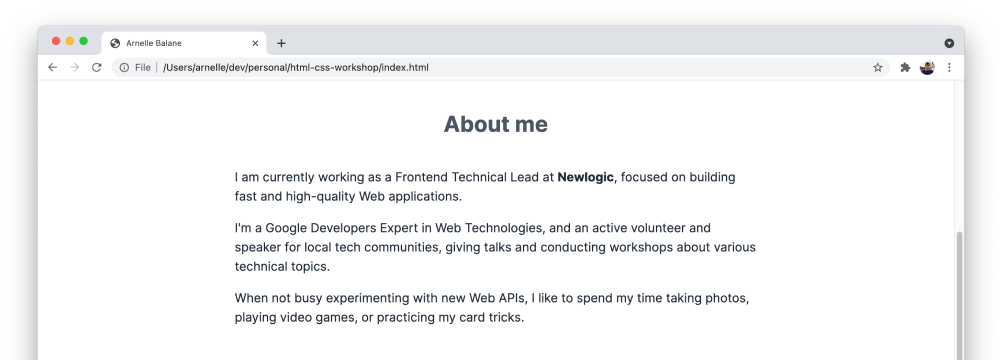 Arnelle Balane
File
/Users/arnelle/dev/personal/html-css-workshop/index.html
About me
I am currently working as a Frontend Technical Lead at Newlogic, focused on building
fast and high-quality Web applications.
I'm a Google Developers Expert in Web Technologies, and an active volunteer and
speaker for local tech communities, giving talks and conducting workshops about various
technical topics.
When not busy experimenting with new Web APIs, I like to spend my time taking photos,
playing video games, or practicing my card tricks.